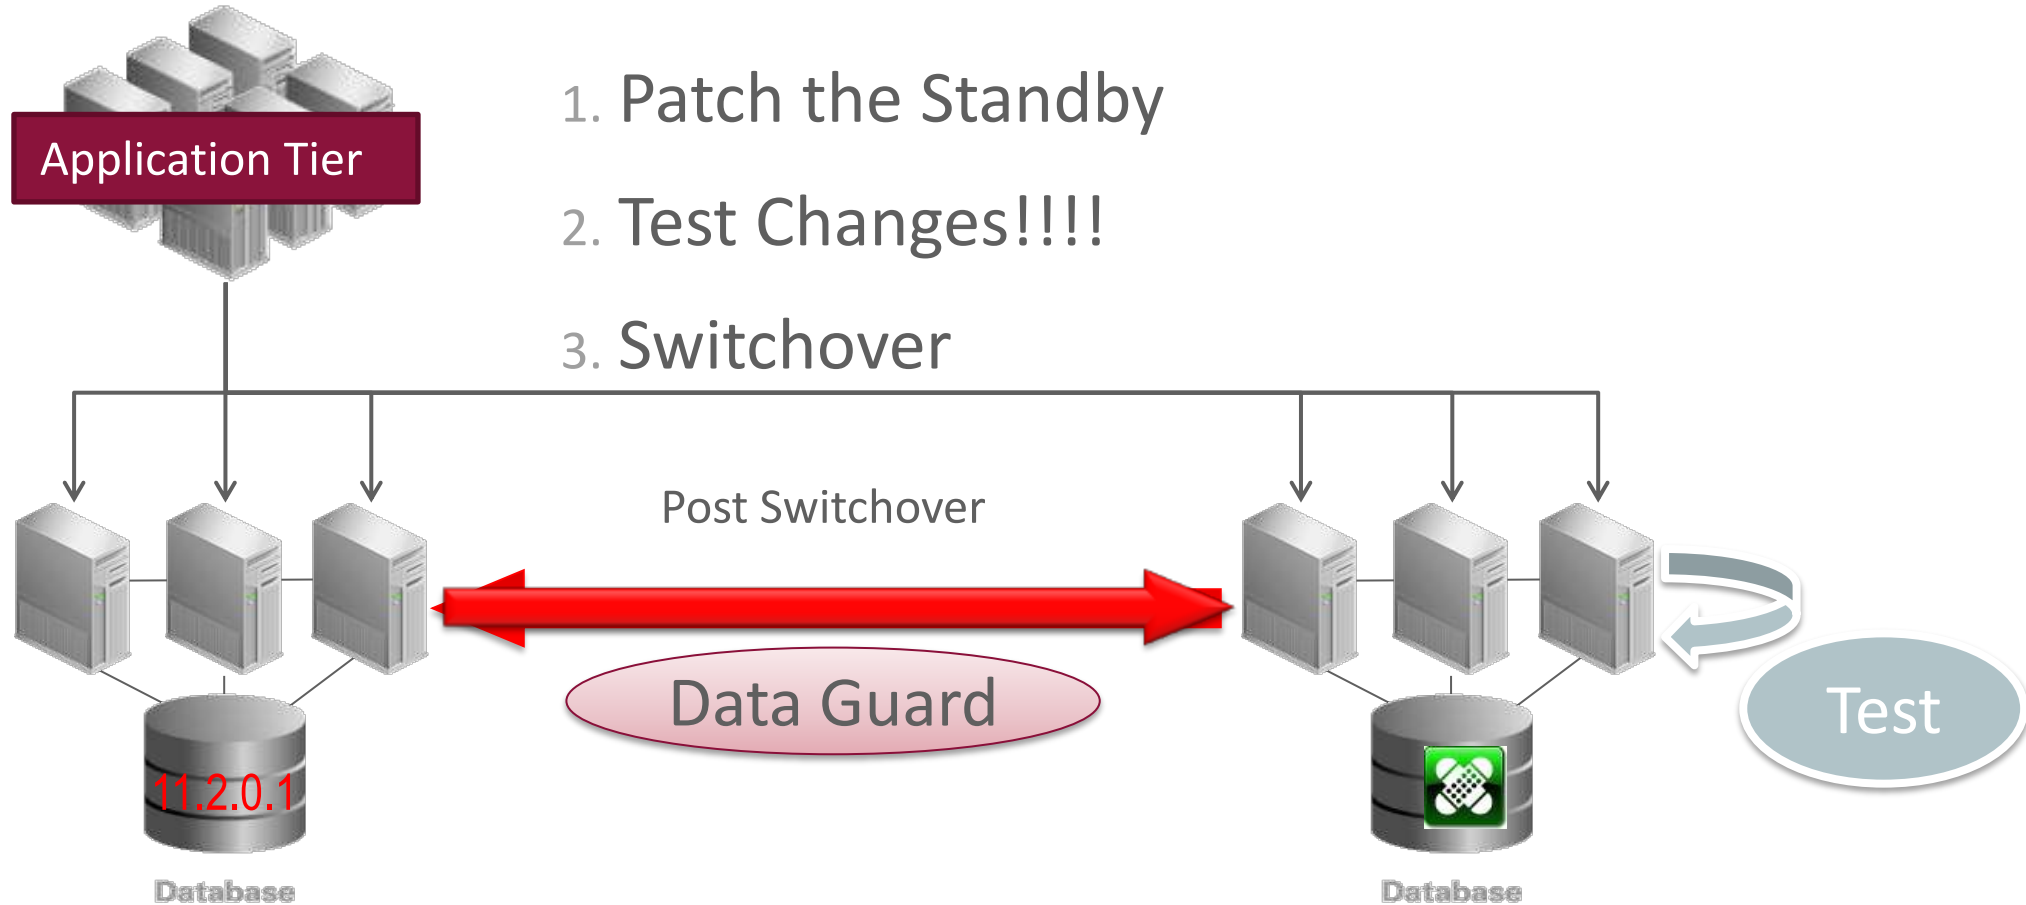 Application Tier
1. Patch the Standby
2. Test Changes!!!!
3. Switchover
Post Switchover
Data Guard
Test
11.2.0.1
Database
Database